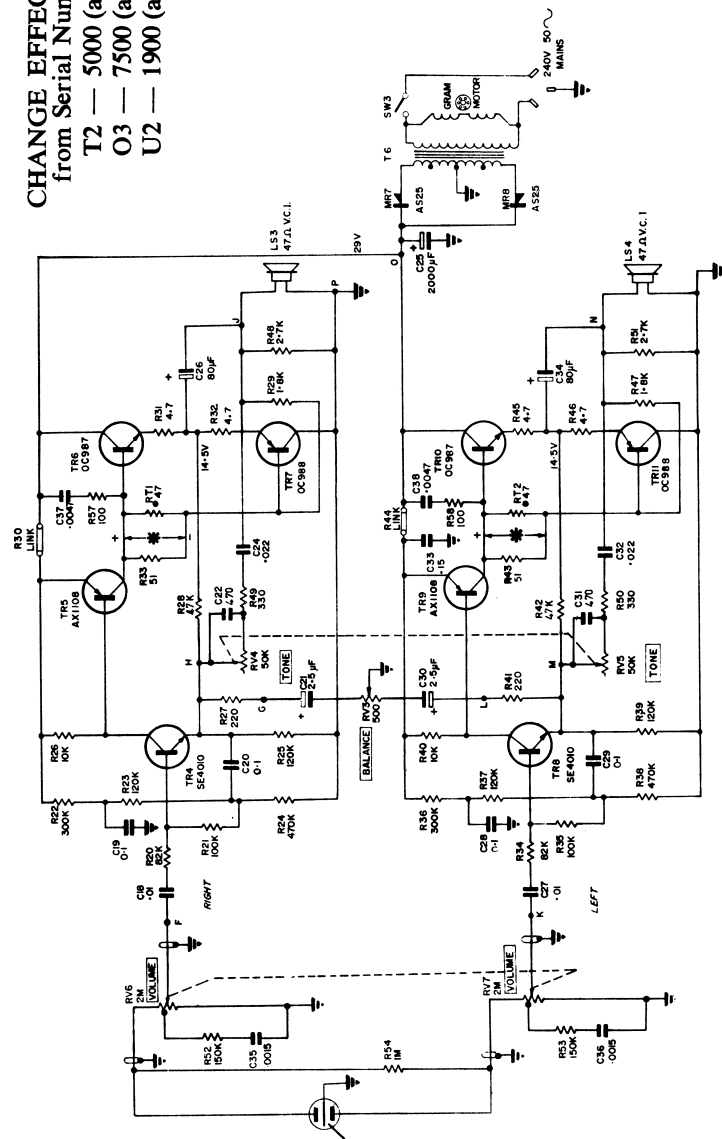 CHANGE EFFEC
from Serial Nun
T2 — 5000 (a
O3 — 7500 (a
U2 — 1900 (a
SW3
GRAM
MOTOR
240V 50
MAINS
T6
MR7
AS25
MR8
AS25
29V
O
C25
2000µF
+
R30
LINK
C37
.0047
R57
100
TR6
OC987
R31
4·7
C26
80µF
+
J
LS3
47Ω V.C.I.
P
R48
2·7K
R29
1·8K
R32
4·7
14·5V
TR7
OC988
TR5
AX1108
R33
51
+
-
RT1
47
R28
47K
C22
470
C24
.022
R49
330
H
RV4
50K
TONE
R26
10K
TR4
SE4010
R27
220
G
C21
2·5µF
+
R22
300K
R23
120K
C19
0·1
R20
82K
R21
100K
C20
0·1
R25
120K
R24
470K
C18
·01
F
RIGHT
BALANCE
RV3
500
C30
2·5µF
+
L
R41
220
R44
LINK
C38
.0047
C33
.15
R58
100
TR10
OC987
R45
4·7
C34
80µF
+
N
LS4
47Ω V.C.I
R51
2·7K
R47
1·8K
R46
4·7
14·5V
TR11
OC988
TR9
AX1108
R43
51
+
RT2
47
R42
47K
C31
470
C32
.022
R50
330
M
RV5
50K
TONE
R40
10K
TR8
SE4010
R36
300K
R37
120K
C28
0·1
R34
82K
R35
100K
C29
0·1
R39
120K
R38
470K
C27
·01
K
LEFT
RV6
2M
VOLUME
R52
150K
C35
.0015
R54
1M
RV7
2M
VOLUME
R53
150K
C36
.0015